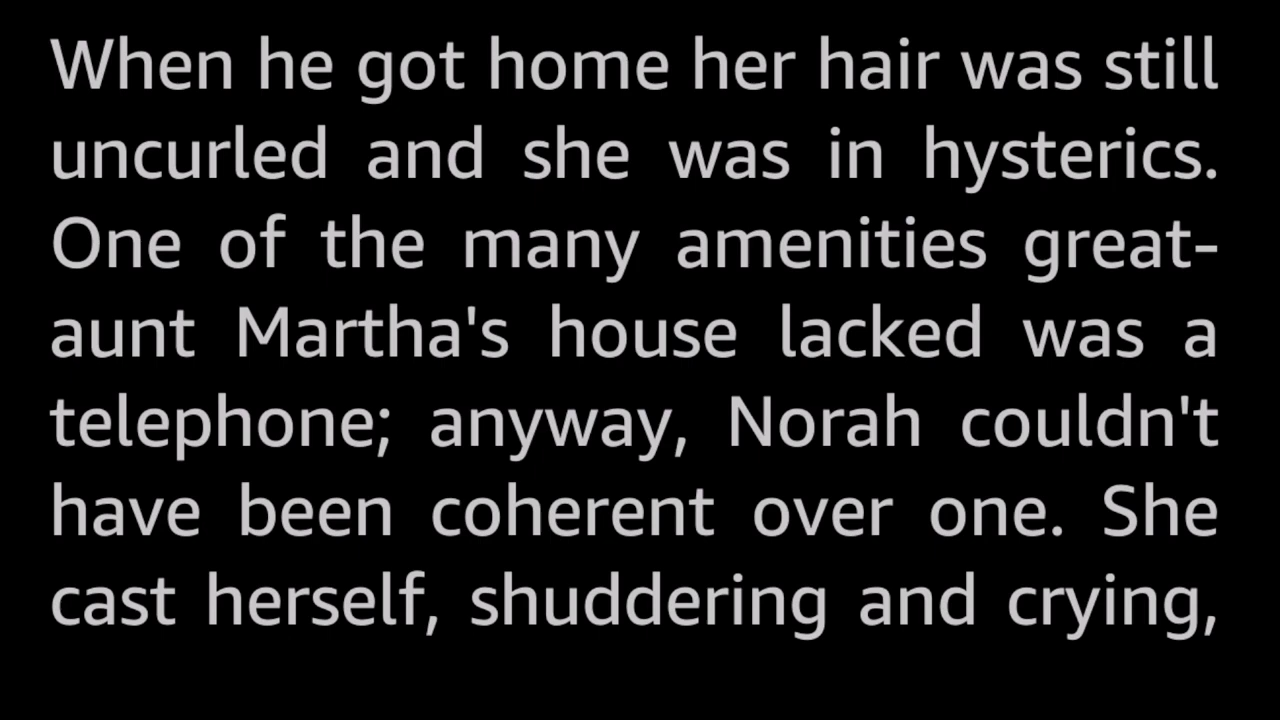 When he got home her hair was still
uncurled and she was in hysterics.
One of the many amenities great-
aunt Martha's house lacked was a
telephone; anyway, Norah couldn't
have been coherent over one. She
cast herself, shuddering and crying,